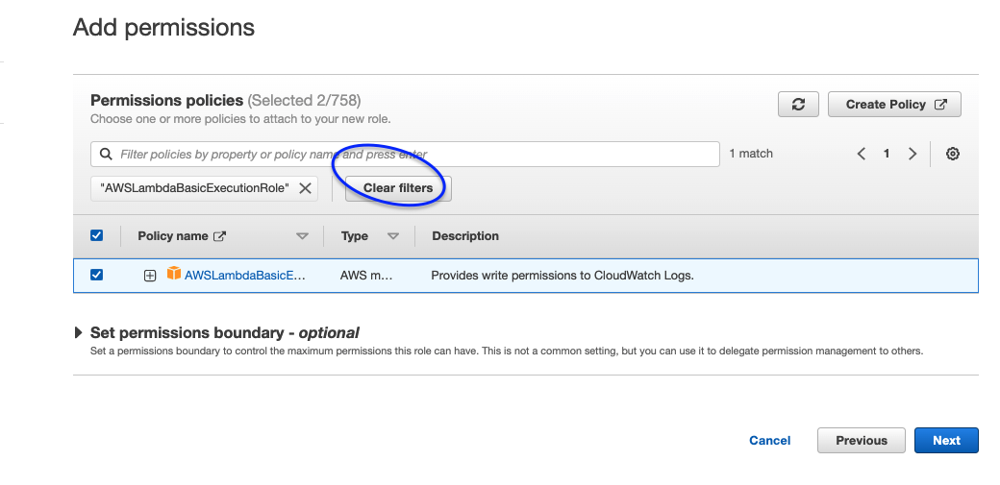 Add permissions
Permissions policies (Selected 2/758)
Create Policy
Choose one or more policies to attach to your new role.
Filter policies by property or policy name and press enter
1 match
1
"AWSLambdaBasicExecutionRole"
Clear filters
Policy name
Type
Description
AWSLambdaBasicE...
AWS m...
Provides write permissions to CloudWatch Logs.
Set permissions boundary - optional
Set a permissions boundary to control the maximum permissions this role can have. This is not a common setting, but you can use it to delegate permission management to others.
Cancel
Previous
Next